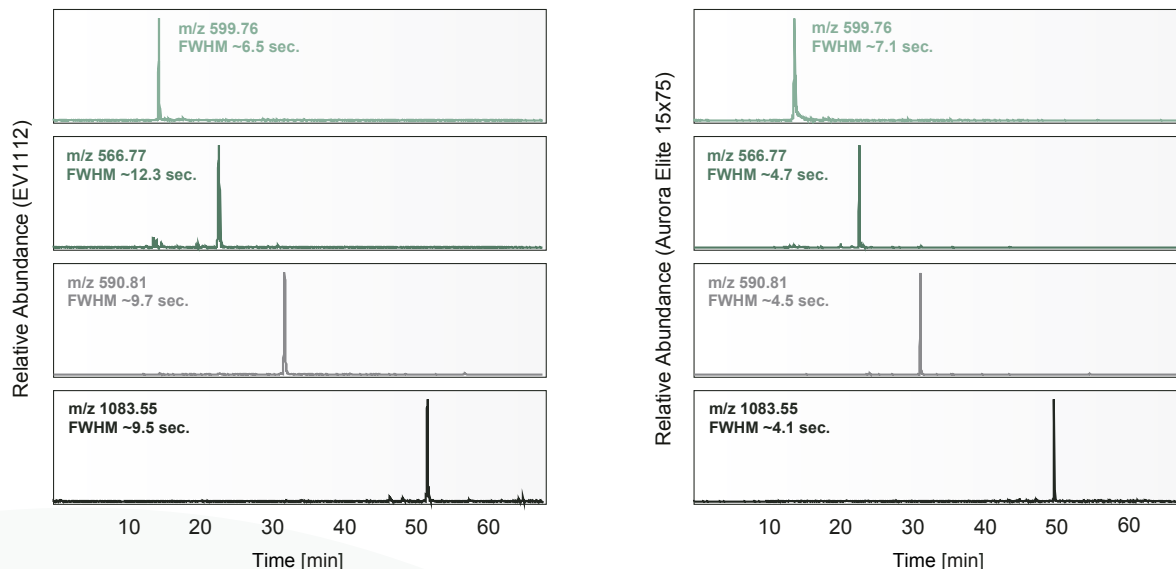 Relative Abundance (EV1112)
m/z 599.76
FWHM ~6.5 sec.
m/z 566.77
FWHM ~12.3 sec.
m/z 590.81
FWHM ~9.7 sec.
m/z 1083.55
FWHM ~9.5 sec.
10 20 30 40 50 60
Time [min]
Relative Abundance (Aurora Elite 15x75)
m/z 599.76
FWHM ~7.1 sec.
m/z 566.77
FWHM ~4.7 sec.
m/z 590.81
FWHM ~4.5 sec.
m/z 1083.55
FWHM ~4.1 sec.
10 20 30 40 50 60
Time [min]